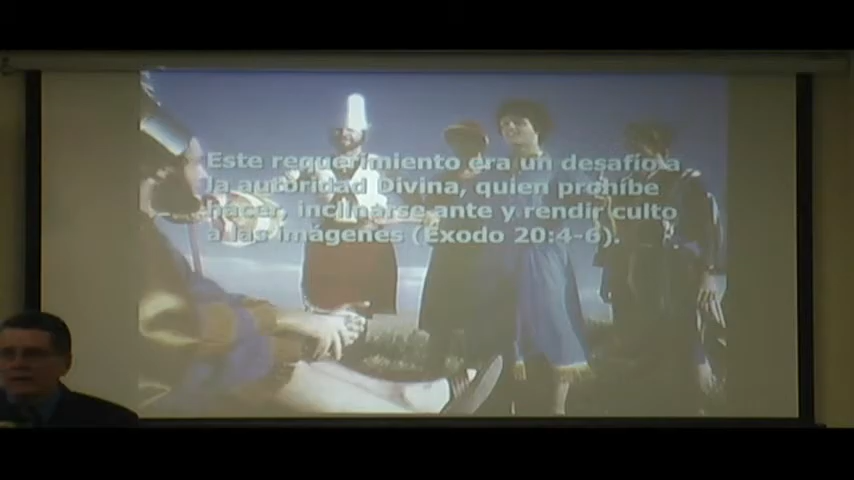 Este requerimiento era un desafío a
la autoridad Divina, quien prohíbe
hacer, inclinarse ante y rendir culto
a las imágenes (Éxodo 20:4-6).